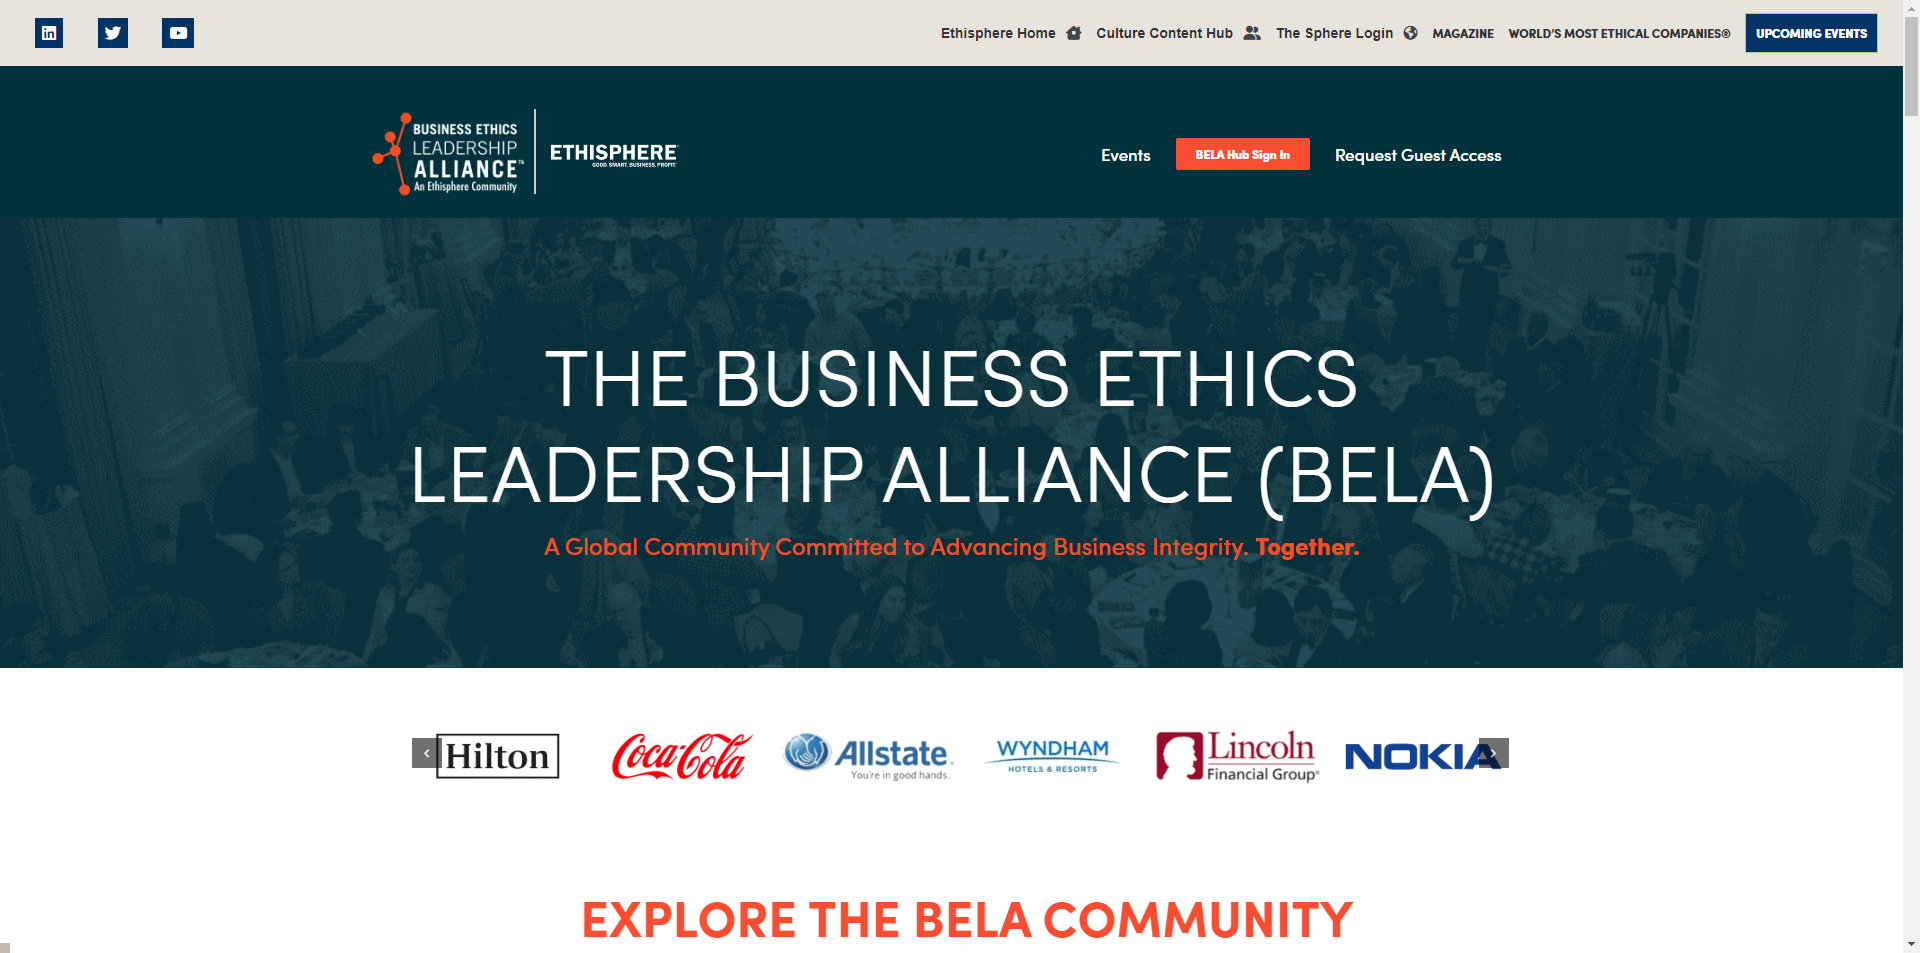 Ethisphere Home Culture Content Hub The Sphere Login MAGAZINE WORLD'S MOST ETHICAL COMPANIES® UPCOMING EVENTS
BUSINESS ETHICS
LEADERSHIP
ALLIANCE™
An Ethisphere Community
ETHISPHERE
GOOD. SMART. BUSINESS. PROFIT.
Events BELA Hub Sign In Request Guest Access
THE BUSINESS ETHICS
LEADERSHIP ALLIANCE (BELA)
A Global Community Committed to Advancing Business Integrity. Together.
Hilton
Coca-Cola
Allstate
You're in good hands.
WYNDHAM
HOTELS & RESORTS
Lincoln
Financial Group®
NOKIA
EXPLORE THE BELA COMMUNITY